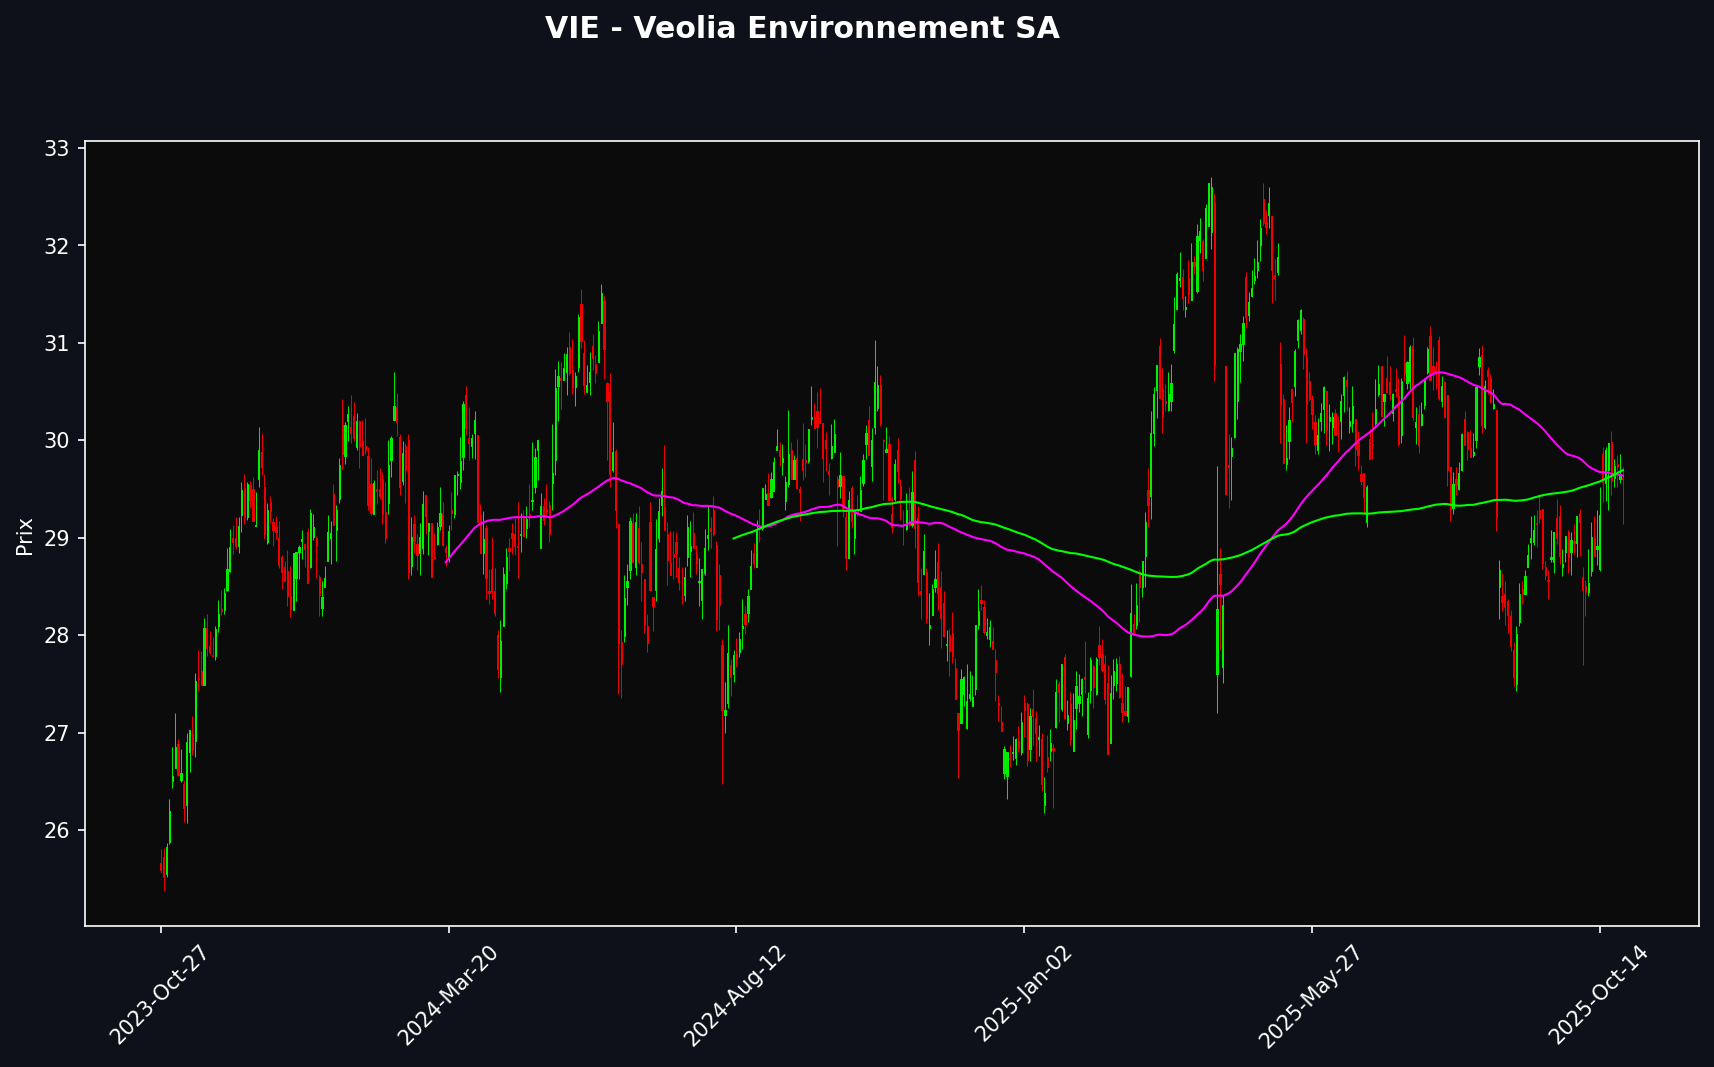 VIE - Veolia Environnement SA
Prix
33
32
31
30
29
28
27
26
2023-Oct-27
2024-Mar-20
2024-Aug-12
2025-Jan-02
2025-May-27
2025-Oct-14